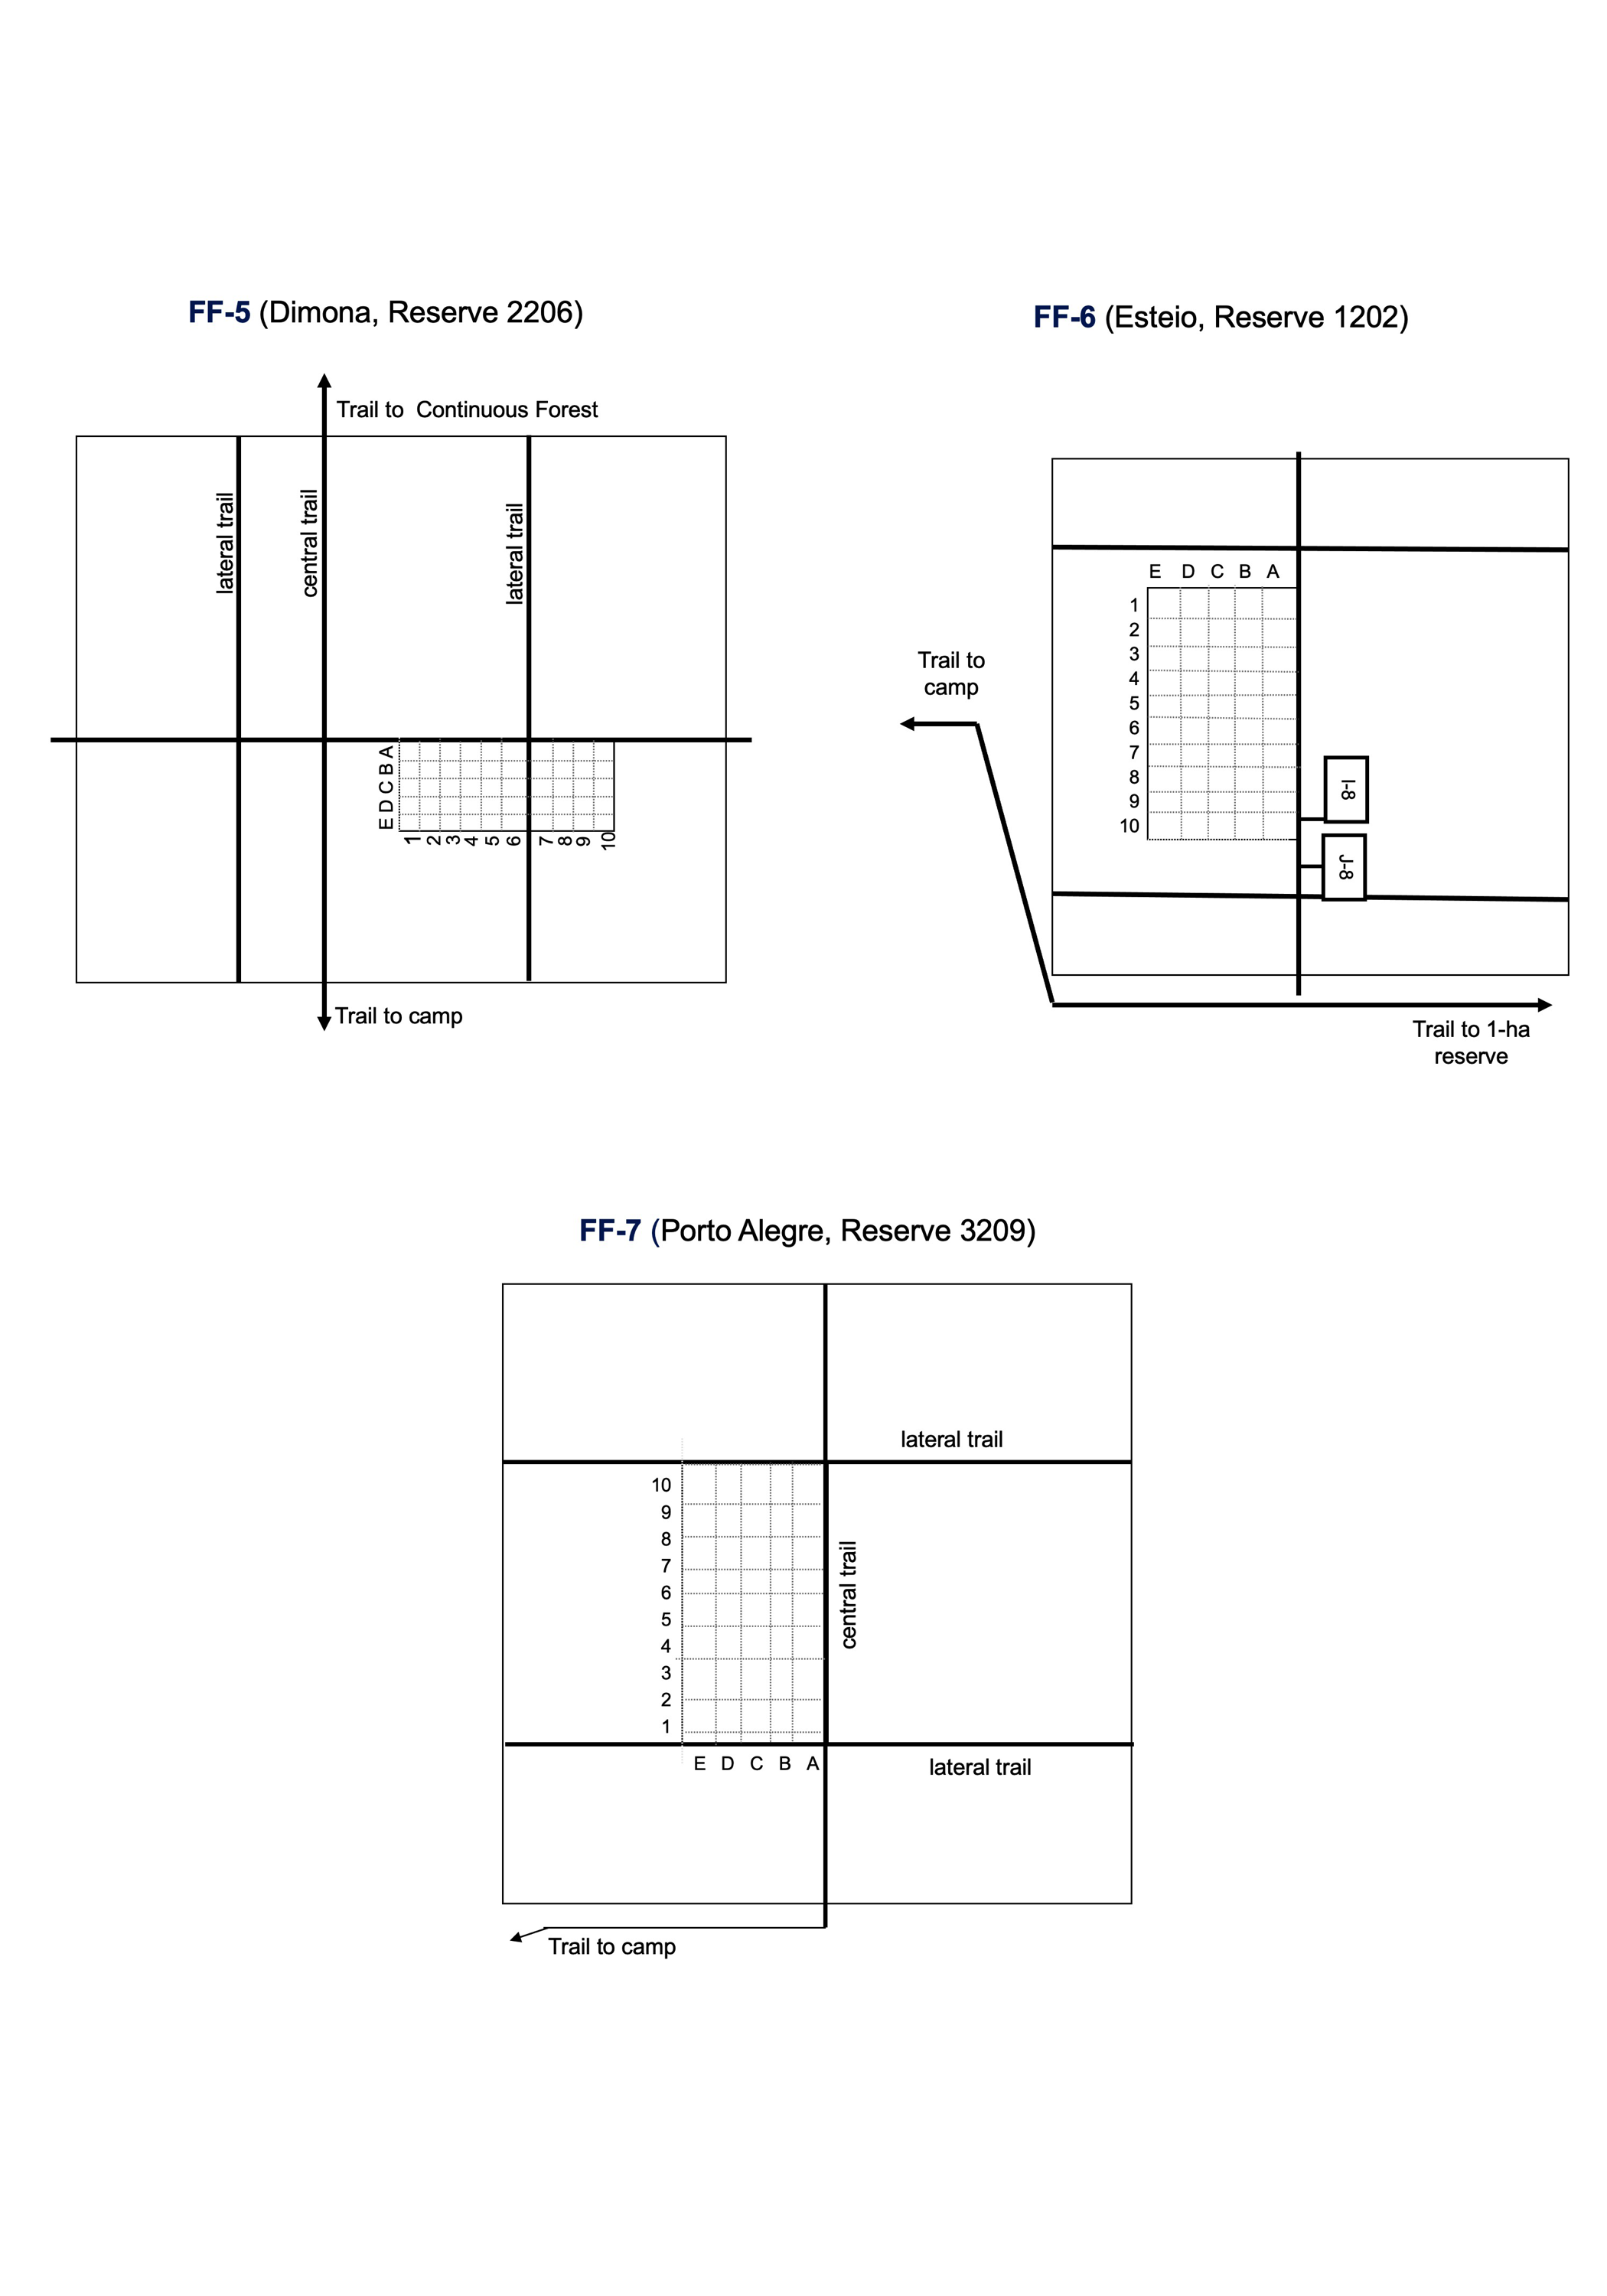 FF-5 (Dimona, Reserve 2206)
Trail to Continuous Forest
lateral trail
central trail
lateral trail
E D C B A
1 2 3 4 5 6 7 8 9 10
Trail to camp
FF-6 (Esteio, Reserve 1202)
E D C B A
1
2
3
4
5
6
7
8
9
10
Trail to
camp
I-8
J-8
Trail to 1-ha
reserve
FF-7 (Porto Alegre, Reserve 3209)
lateral trail
10
9
8
7
6
5
4
3
2
1
central trail
E D C B A
lateral trail
Trail to camp